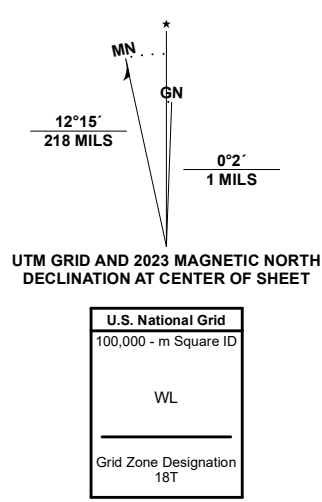 ★
MN
GN
12°15´
218 MILS
0°2´
1 MILS
UTM GRID AND 2023 MAGNETIC NORTH
DECLINATION AT CENTER OF SHEET
U.S. National Grid
100,000 - m Square ID
WL
Grid Zone Designation
18T